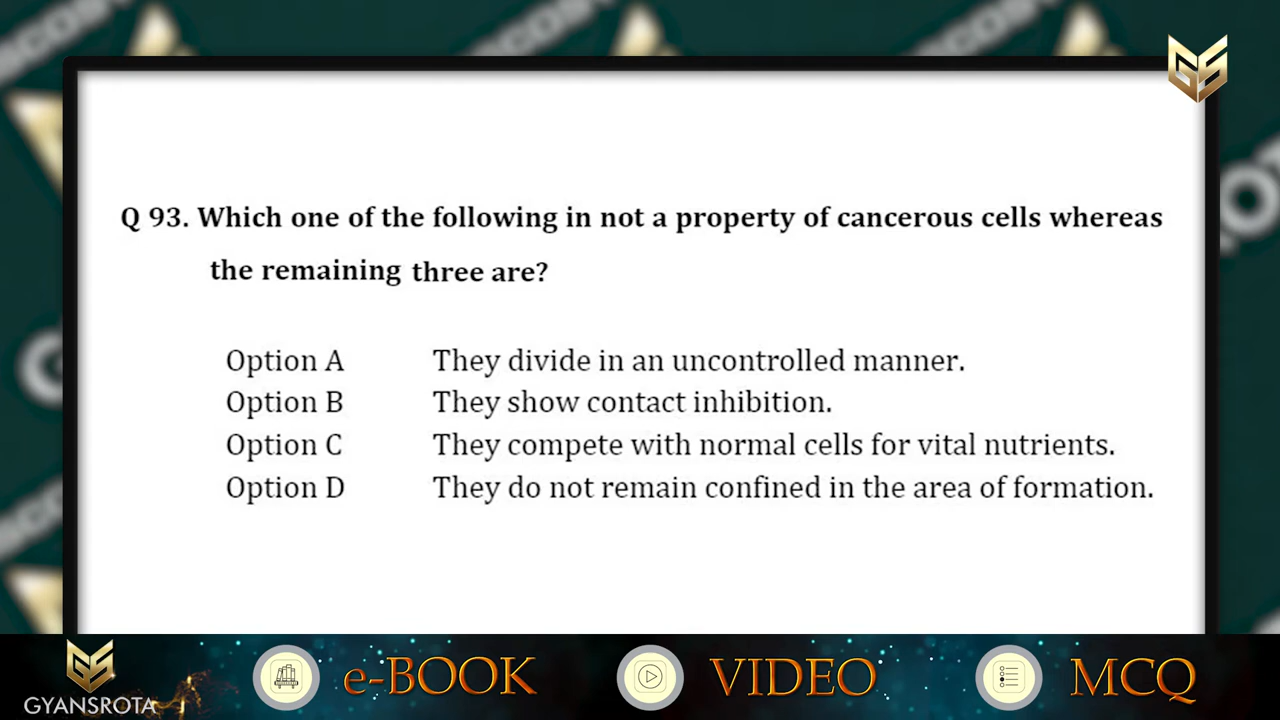 GS
Q 93. Which one of the following in not a property of cancerous cells whereas
the remaining three are?
Option A They divide in an uncontrolled manner.
Option B They show contact inhibition.
Option C They compete with normal cells for vital nutrients.
Option D They do not remain confined in the area of formation.
GS
GYANSROTA
e-BOOK
VIDEO
MCQ